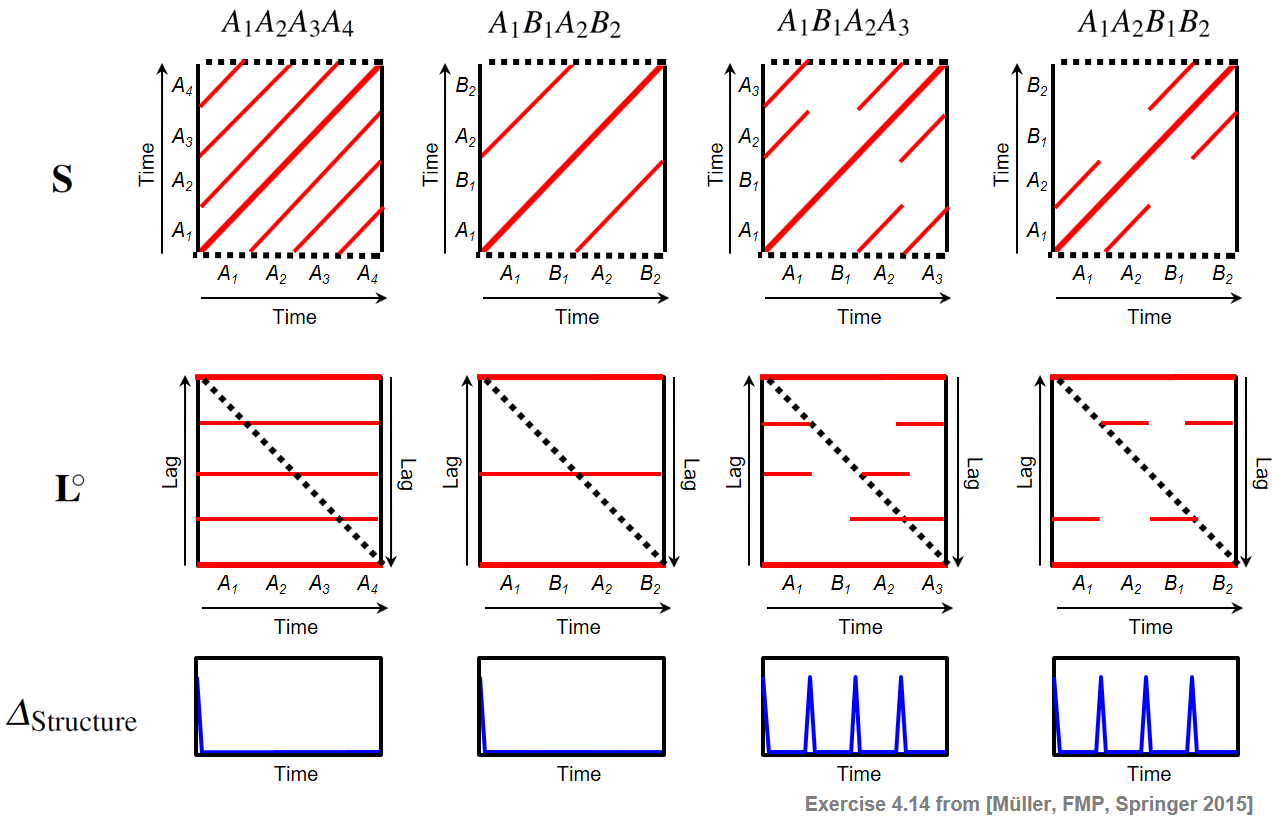 A₁A₂A₃A₄ A₁B₁A₂B₂ A₁B₁A₂A₃ A₁A₂B₁B₂
S
Time A₄ A₃ A₂ A₁
A₁ A₂ A₃ A₄
Time
Time B₂ A₂ B₁ A₁
A₁ B₁ A₂ B₂
Time
Time A₃ A₂ B₁ A₁
A₁ B₁ A₂ A₃
Time
Time B₂ B₁ A₂ A₁
A₁ A₂ B₁ B₂
Time
L°
Lag Lag
A₁ A₂ A₃ A₄
Time
Lag Lag
A₁ B₁ A₂ B₂
Time
Lag Lag
A₁ B₁ A₂ A₃
Time
Lag Lag
A₁ A₂ B₁ B₂
Time
ΔStructure
Time Time Time Time
Exercise 4.14 from [Müller, FMP, Springer 2015]